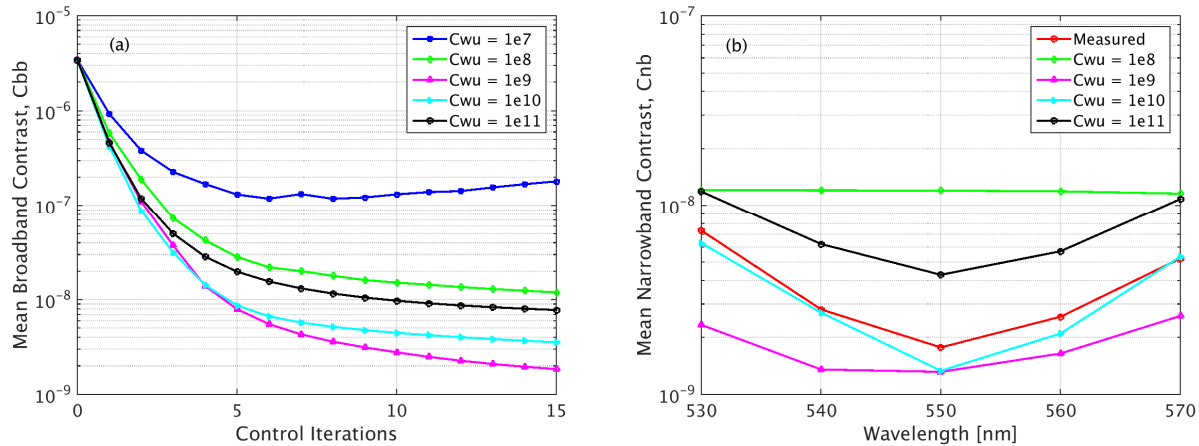 (a)
Cwu = 1e7
Cwu = 1e8
Cwu = 1e9
Cwu = 1e10
Cwu = 1e11
Mean Broadband Contrast, Cbb
10^-5
10^-6
10^-7
10^-8
10^-9
0
5
10
15
Control Iterations
(b)
Measured
Cwu = 1e8
Cwu = 1e9
Cwu = 1e10
Cwu = 1e11
Mean Narrowband Contrast, Cnb
10^-7
10^-8
10^-9
530
540
550
560
570
Wavelength [nm]